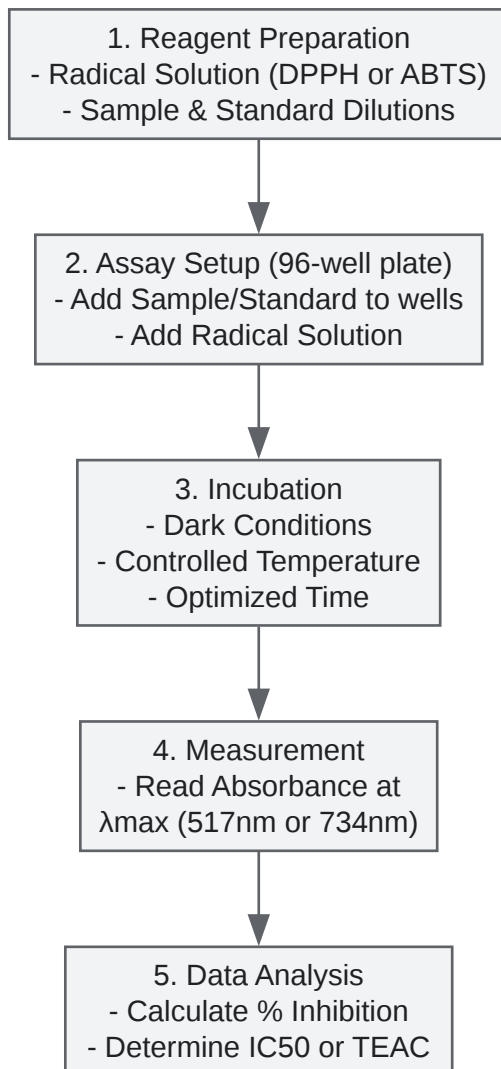 1. Reagent Preparation
- Radical Solution (DPPH or ABTS)
- Sample & Standard Dilutions
2. Assay Setup (96-well plate)
- Add Sample/Standard to wells
- Add Radical Solution
3. Incubation
- Dark Conditions
- Controlled Temperature
- Optimized Time
4. Measurement
- Read Absorbance at
λmax (517nm or 734nm)
5. Data Analysis
- Calculate % Inhibition
- Determine IC50 or TEAC